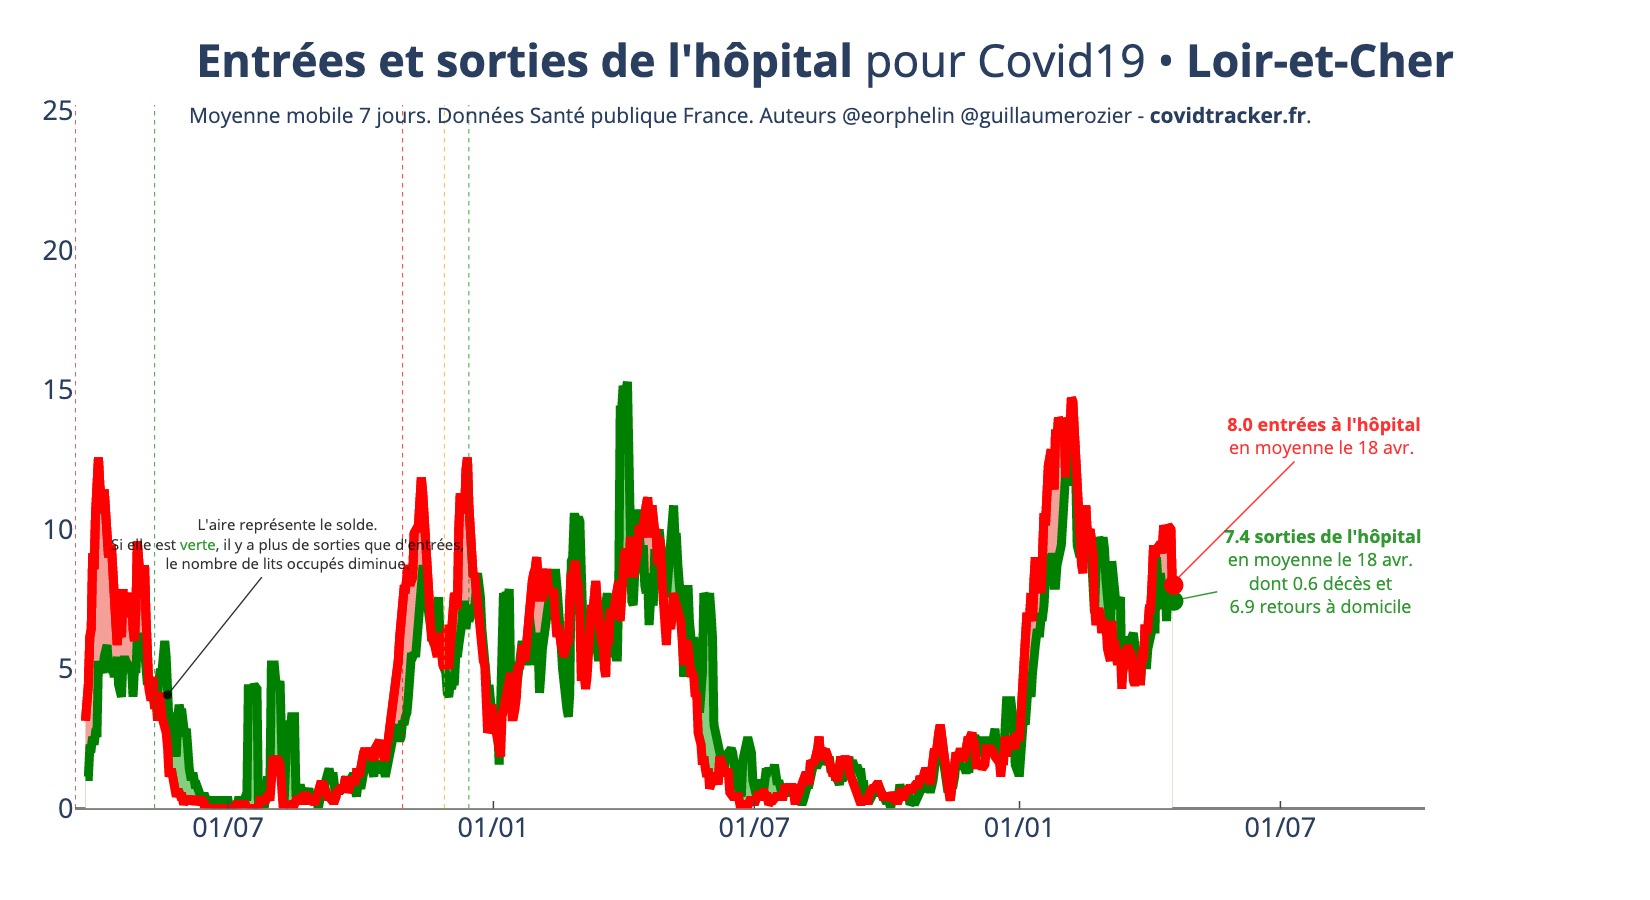 Entrées et sorties de l'hôpital pour Covid19 • Loir-et-Cher
Moyenne mobile 7 jours. Données Santé publique France. Auteurs @eorphelin @guillaumerozier - covidtracker.fr.
25
20
15
10
5
0
L'aire représente le solde.
Si elle est verte, il y a plus de sorties que d'entrées,
le nombre de lits occupés diminue.
8.0 entrées à l'hôpital
en moyenne le 18 avr.
7.4 sorties de l'hôpital
en moyenne le 18 avr.
dont 0.6 décès et
6.9 retours à domicile
01/07
01/01
01/07
01/01
01/07